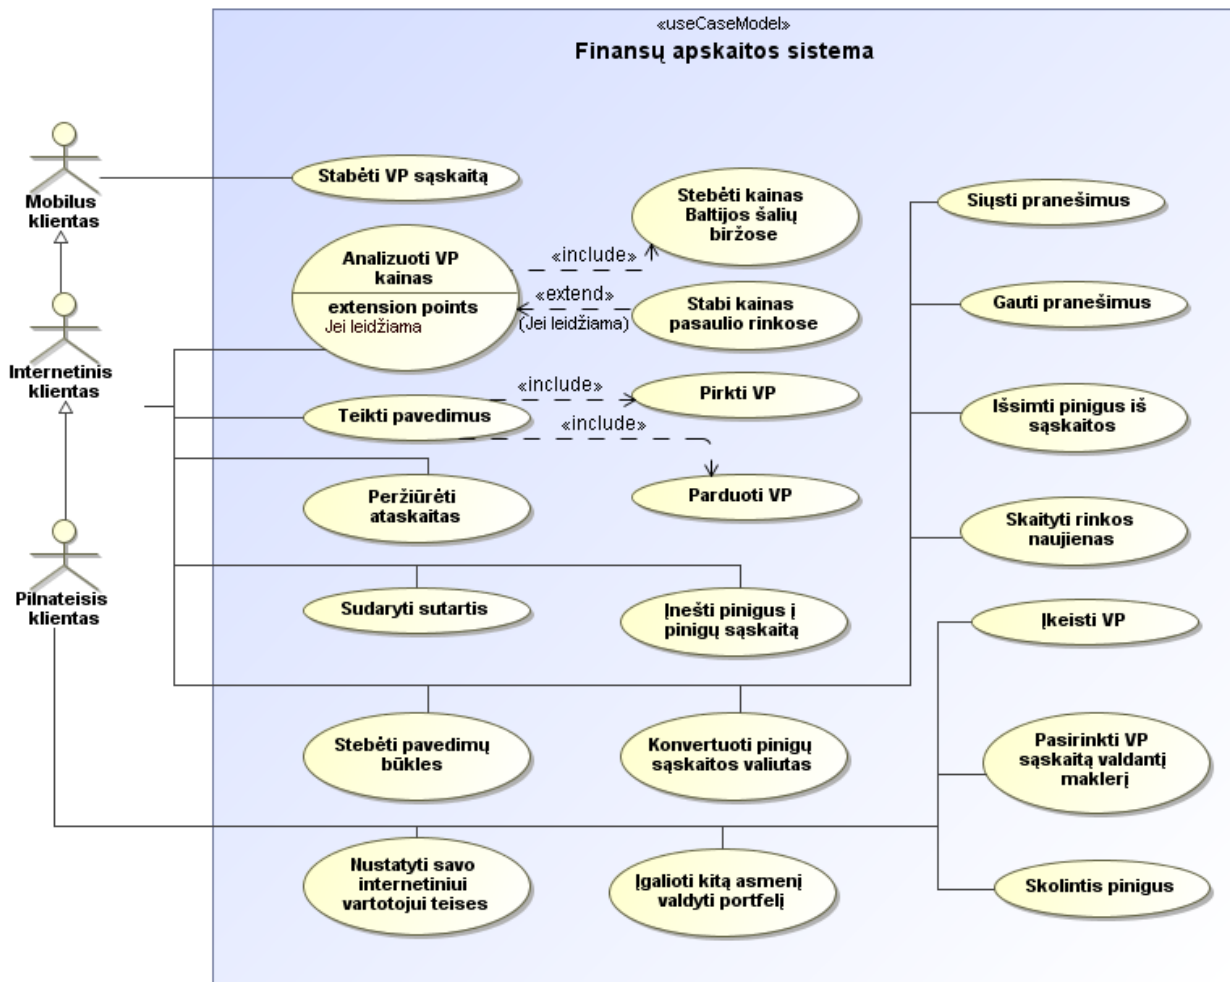 «useCaseModel»
Finansų apskaitos sistema
Mobilus
klientas
Internetinis
klientas
Pilnateisis
klientas
Stabėti VP sąskaitą
Analizuoti VP
kainas
extension points
Jei leidžiama
«include»
Stebėti kainas
Baltijos šalių
biržose
«extend»
(Jei leidžiama)
Stabi kainas
pasaulio rinkose
Teikti pavedimus
«include»
Pirkti VP
«include»
Parduoti VP
Peržiūrėti
ataskaitas
Sudaryti sutartis
Įnešti pinigus į
pinigų sąskaitą
Stebėti pavedimų
būkles
Konvertuoti pinigų
sąskaitos valiutas
Nustatyti savo
internetiniui
vartotojui teises
Įgalioti kitą asmenį
valdyti portfelį
Siųsti pranešimus
Gauti pranešimus
Išsimti pinigus iš
sąskaitos
Skaityti rinkos
naujienas
Įkeisti VP
Pasirinkti VP
sąskaitą valdantį
maklerį
Skolintis pinigus